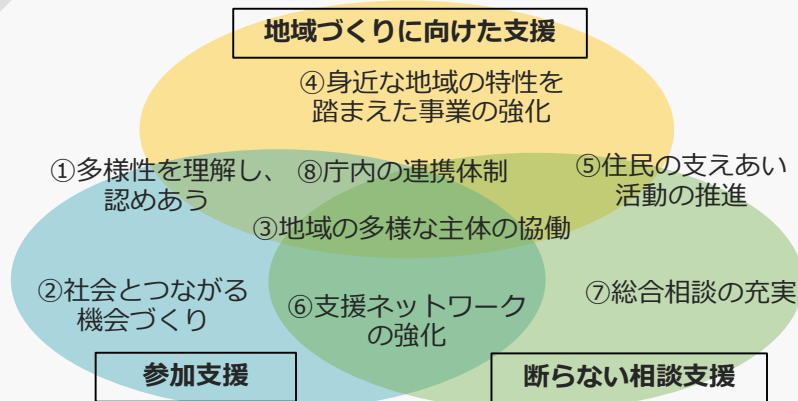 地域づくりに向けた支援
④身近な地域の特性を
踏まえた事業の強化
①多様性を理解し、
認めあう
⑧庁内の連携体制
⑤住民の支えあい
活動の推進
③地域の多様な主体の協働
②社会とつながる
機会づくり
⑥支援ネットワーク
の強化
⑦総合相談の充実
参加支援
断らない相談支援